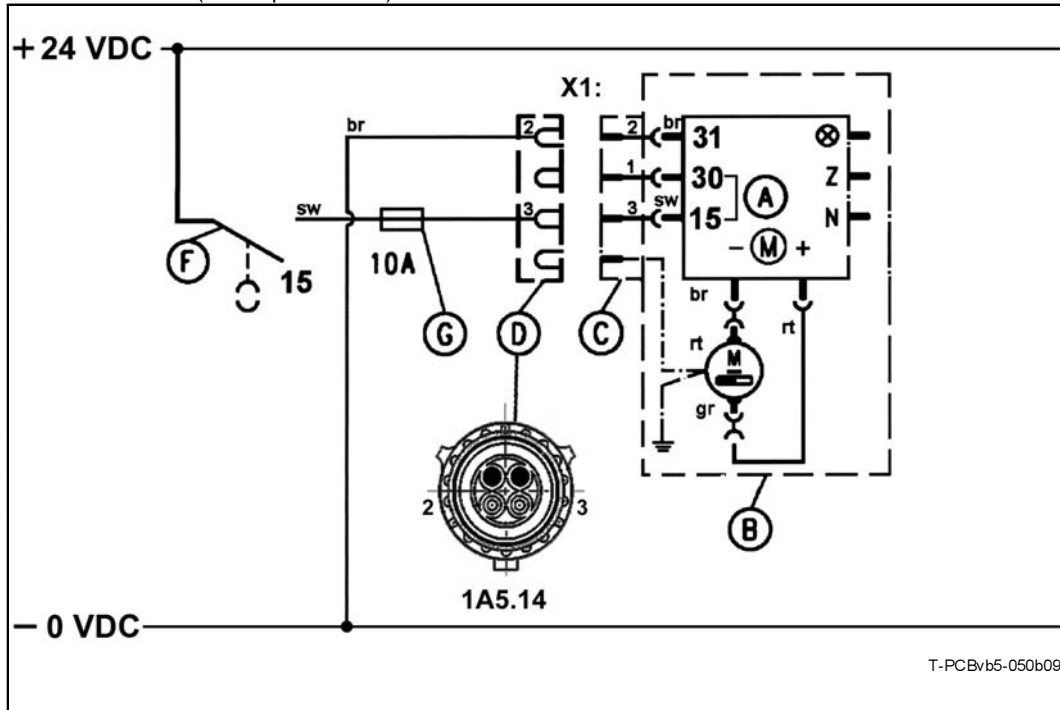 + 24 VDC
X1:
br
2
2
br
31
⊗
1
30
A
Z
sw
3
3
sw
15
N
F
15
10A
- M +
G
D
C
br
rt
rt
M
gr
2
3
B
1A5.14
− 0 VDC
T-PCBvb5-050b09